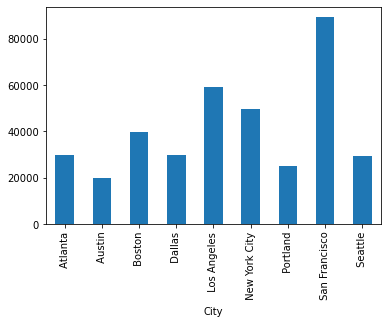 80000
60000
40000
20000
0
Atlanta
Austin
Boston
Dallas
Los Angeles
New York City
Portland
San Francisco
Seattle
City